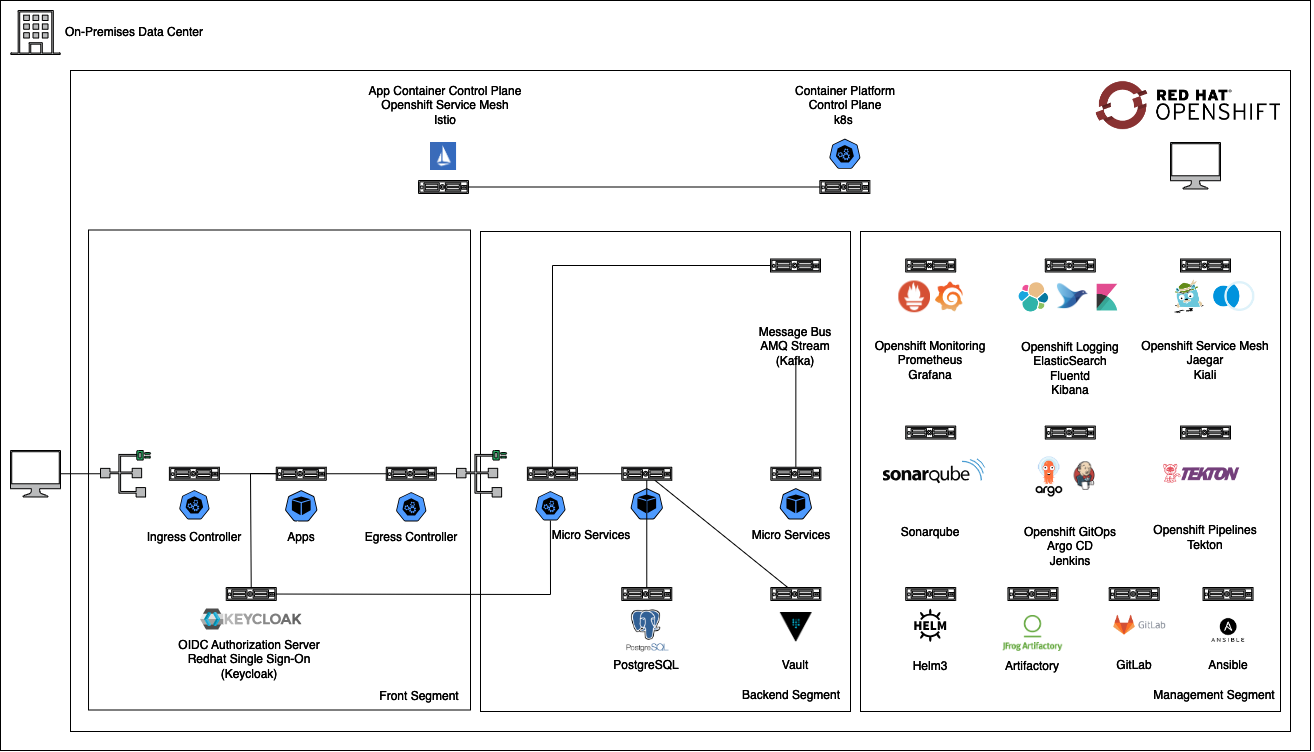 On-Premises Data Center
App Container Control Plane
Openshift Service Mesh
Istio
Container Platform
Control Plane
k8s
RED HAT®
OPENSHIFT
Message Bus
AMQ Stream
(Kafka)
Openshift Monitoring
Prometheus
Grafana
Openshift Logging
ElasticSearch
Fluentd
Kibana
Openshift Service Mesh
Jaegar
Kiali
sonarqube
argo
TEKTON
Ingress Controller
Apps
Egress Controller
Micro Services
Micro Services
Sonarqube
Openshift GitOps
Argo CD
Jenkins
Openshift Pipelines
Tekton
KEYCLOAK
OIDC Authorization Server
Redhat Single Sign-On
(Keycloak)
PostgreSQL
PostgreSQL
Vault
HELM
Helm3
JFrog Artifactory
Artifactory
GitLab
GitLab
ANSIBLE
Ansible
Front Segment
Backend Segment
Management Segment